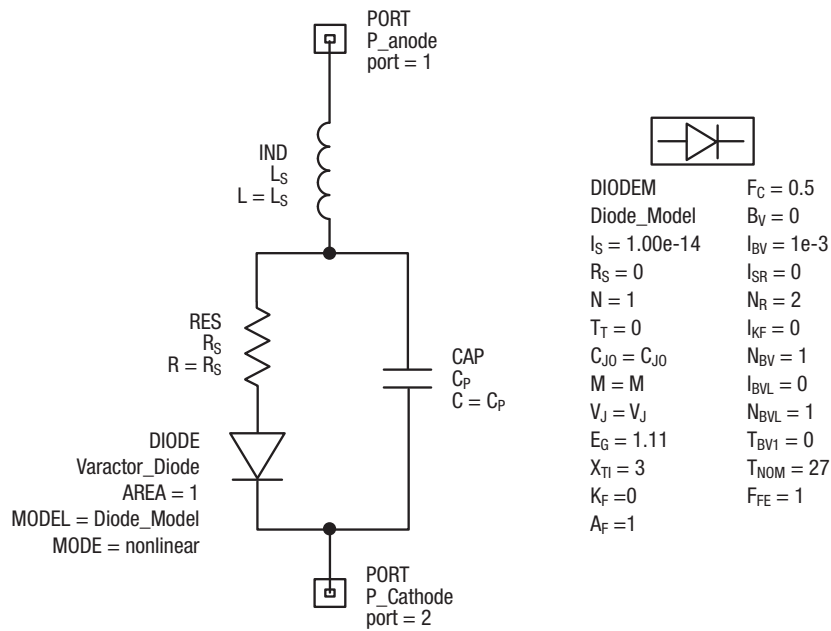 PORT
P_anode
port = 1
IND
LS
L = LS
RES
RS
R = RS
CAP
CP
C = CP
DIODE
Varactor_Diode
AREA = 1
MODEL = Diode_Model
MODE = nonlinear
PORT
P_Cathode
port = 2
DIODEM
Diode_Model
IS = 1.00e-14
RS = 0
N = 1
TT = 0
CJ0 = CJ0
M = M
VJ = VJ
EG = 1.11
XTI = 3
KF =0
AF =1
FC = 0.5
BV = 0
IBV = 1e-3
ISR = 0
NR = 2
IKF = 0
NBV = 1
IBVL = 0
NBVL = 1
TBV1 = 0
TNOM = 27
FFE = 1